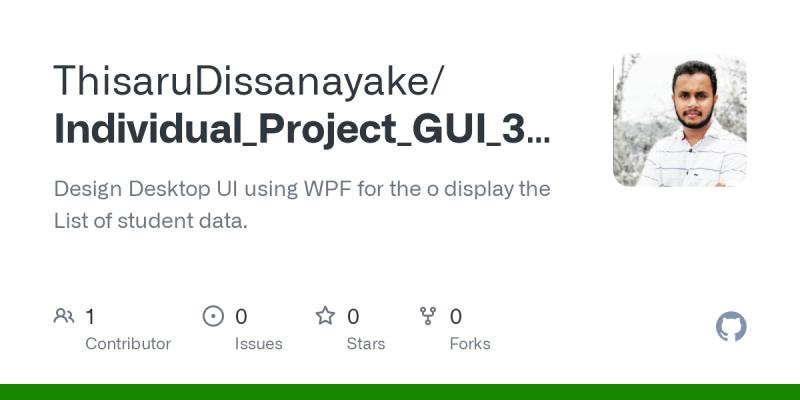 ThisaruDissanayake/
Individual_Project_GUI_3...
Design Desktop UI using WPF for the o display the
List of student data.
1
Contributor
0
Issues
0
Stars
0
Forks